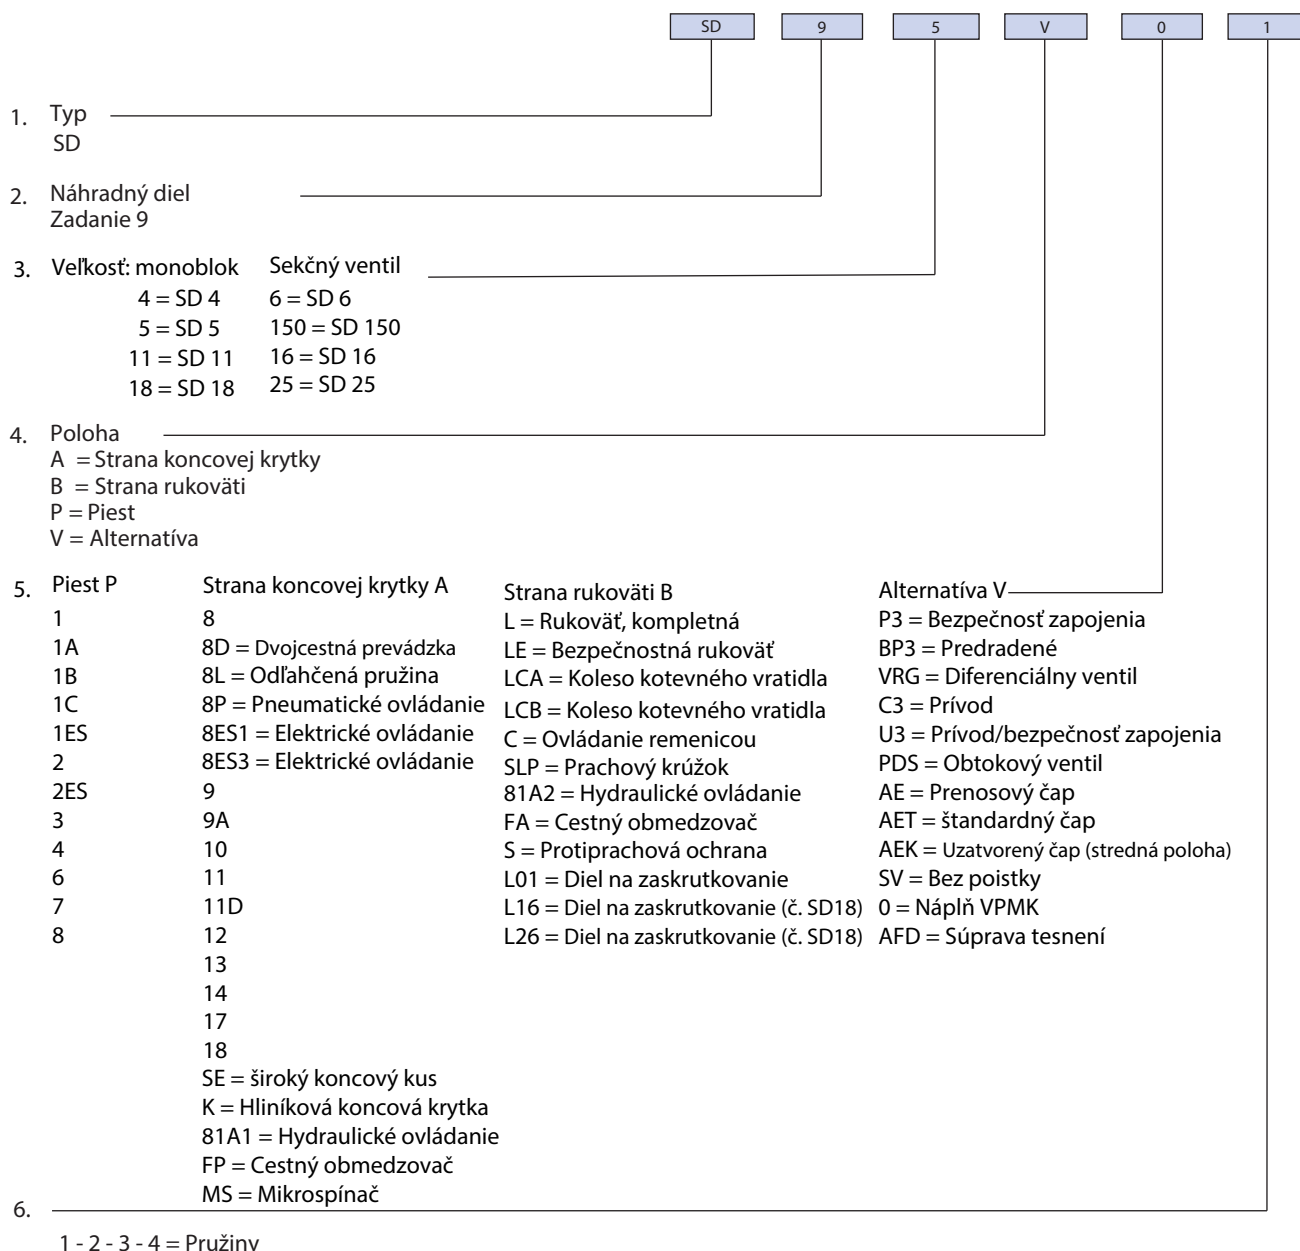 SD 9 5 V 0 1
1. Typ
SD
2. Náhradný diel
Zadanie 9
3. Veľkosť: monoblok Sekčný ventil
4 = SD 4 6 = SD 6
5 = SD 5 150 = SD 150
11 = SD 11 16 = SD 16
18 = SD 18 25 = SD 25
4. Poloha
A = Strana koncovej krytky
B = Strana rukoväti
P = Piest
V = Alternatíva
5. Piest P Strana koncovej krytky A Strana rukoväti B Alternatíva V
1 8 L = Rukoväť, kompletná P3 = Bezpečnosť zapojenia
1A 8D = Dvojcestná prevádzka LE = Bezpečnostná rukoväť BP3 = Predradené
1B 8L = Odľahčená pružina LCA = Koleso kotevného vratidla VRG = Diferenciálny ventil
1C 8P = Pneumatické ovládanie LCB = Koleso kotevného vratidla C3 = Prívod
1ES 8ES1 = Elektrické ovládanie C = Ovládanie remenicou U3 = Prívod/bezpečnosť zapojenia
2 8ES3 = Elektrické ovládanie SLP = Prachový krúžok PDS = Obtokový ventil
2ES 9 81A2 = Hydraulické ovládanie AE = Prenosový čap
3 9A FA = Cestný obmedzovač AET = štandardný čap
4 10 S = Protiprachová ochrana AEK = Uzatvorený čap (stredná poloha)
6 11 L01 = Diel na zaskrutkovanie SV = Bez poistky
7 11D L16 = Diel na zaskrutkovanie (č. SD18) 0 = Náplň VPMK
8 12 L26 = Diel na zaskrutkovanie (č. SD18) AFD = Súprava tesnení
13
14
17
18
SE = široký koncový kus
K = Hliníková koncová krytka
81A1 = Hydraulické ovládanie
FP = Cestný obmedzovač
MS = Mikrospínač
6.
1 - 2 - 3 - 4 = Pružiny